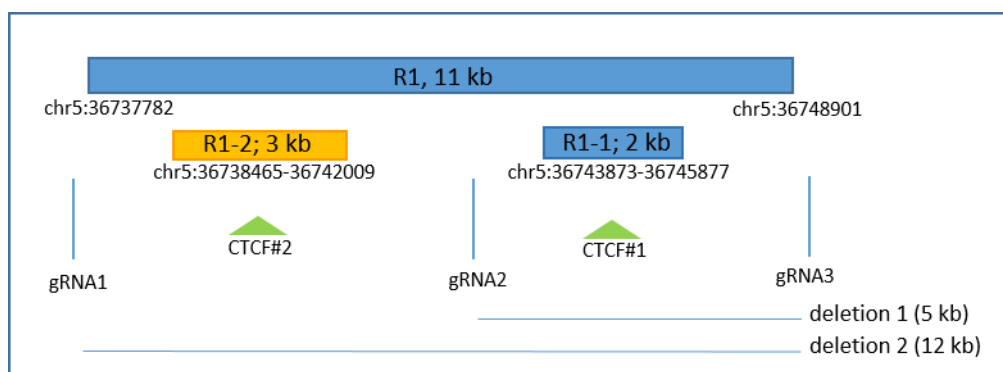 R1, 11 kb
chr5:36737782 chr5:36748901
R1-2; 3 kb R1-1; 2 kb
chr5:36738465-36742009 chr5:36743873-36745877
CTCF#2 CTCF#1
gRNA1 gRNA2 gRNA3
deletion 1 (5 kb)
deletion 2 (12 kb)